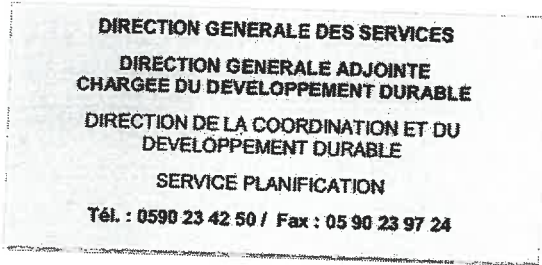 DIRECTION GENERALE DES SERVICES
DIRECTION GENERALE ADJOINTE
CHARGEE DU DEVELOPPEMENT DURABLE
DIRECTION DE LA COORDINATION ET DU
DEVELOPPEMENT DURABLE
SERVICE PLANIFICATION
Tél. : 0590 23 42 50 / Fax : 05 90 23 97 24